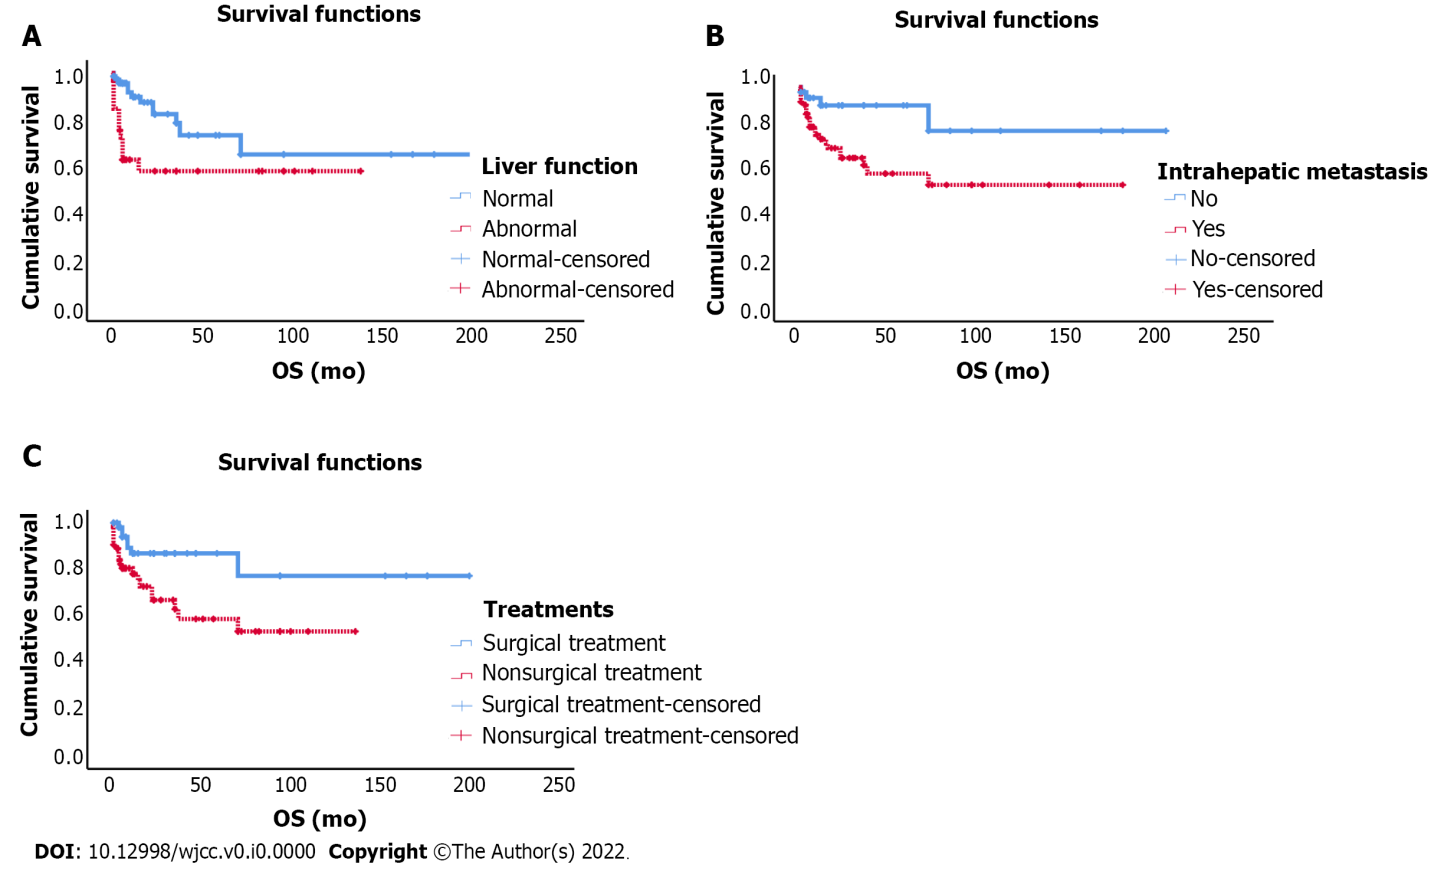 Survival functions
A
Cumulative survival
1.0
0.8
0.6
0.4
0.2
0.0
0 50 100 150 200 250
OS (mo)
Liver function
Normal
Abnormal
Normal-censored
Abnormal-censored
Survival functions
B
Cumulative survival
1.0
0.8
0.6
0.4
0.2
0.0
0 50 100 150 200 250
OS (mo)
Intrahepatic metastasis
No
Yes
No-censored
Yes-censored
C
Survival functions
Cumulative survival
1.0
0.8
0.6
0.4
0.2
0.0
0 50 100 150 200 250
OS (mo)
Treatments
Surgical treatment
Nonsurgical treatment
Surgical treatment-censored
Nonsurgical treatment-censored
DOI: 10.12998/wjcc.v0.i0.0000 Copyright ©The Author(s) 2022.